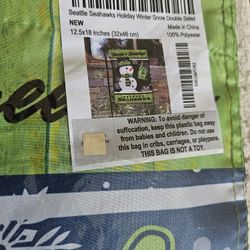 Seattle Seahawks Holiday Winter Snow Double Sided
NEW
12.5x18 inches (32x46 cm)
Made in China
100% Polyester
WARNING: To avoid danger of
suffocation, keep this plastic bag away
from babies and children. Do not use
this bag in cribs, carriages, or playpens.
THIS BAG IS NOT A TOY.